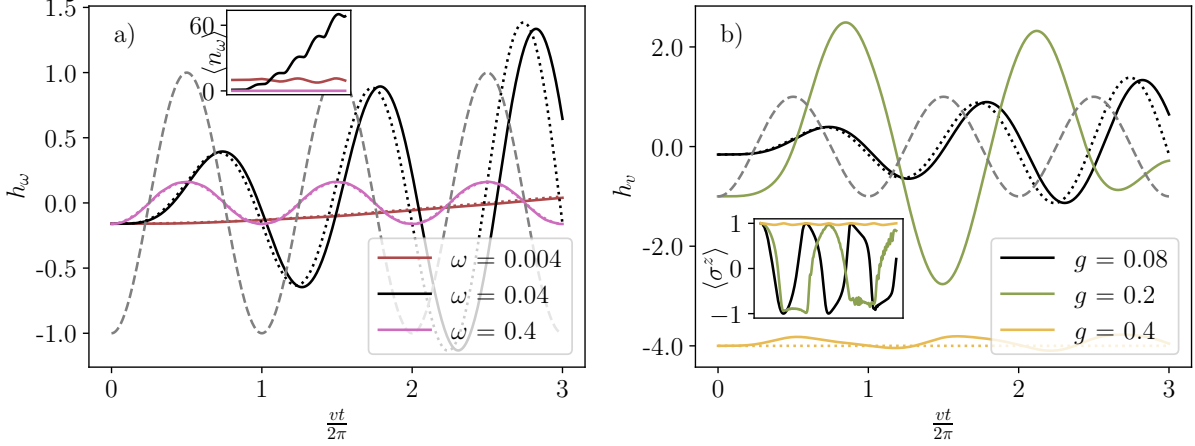 a)
1.5
1.0
0.5
0.0
-0.5
-1.0
h_ω
60
0
⟨n_ω⟩
ω = 0.004
ω = 0.04
ω = 0.4
0
1
2
3
vt/2π
b)
2.0
0.0
-2.0
-4.0
h_v
1
0
−1
⟨σ^z⟩
g = 0.08
g = 0.2
g = 0.4
0
1
2
3
vt/2π